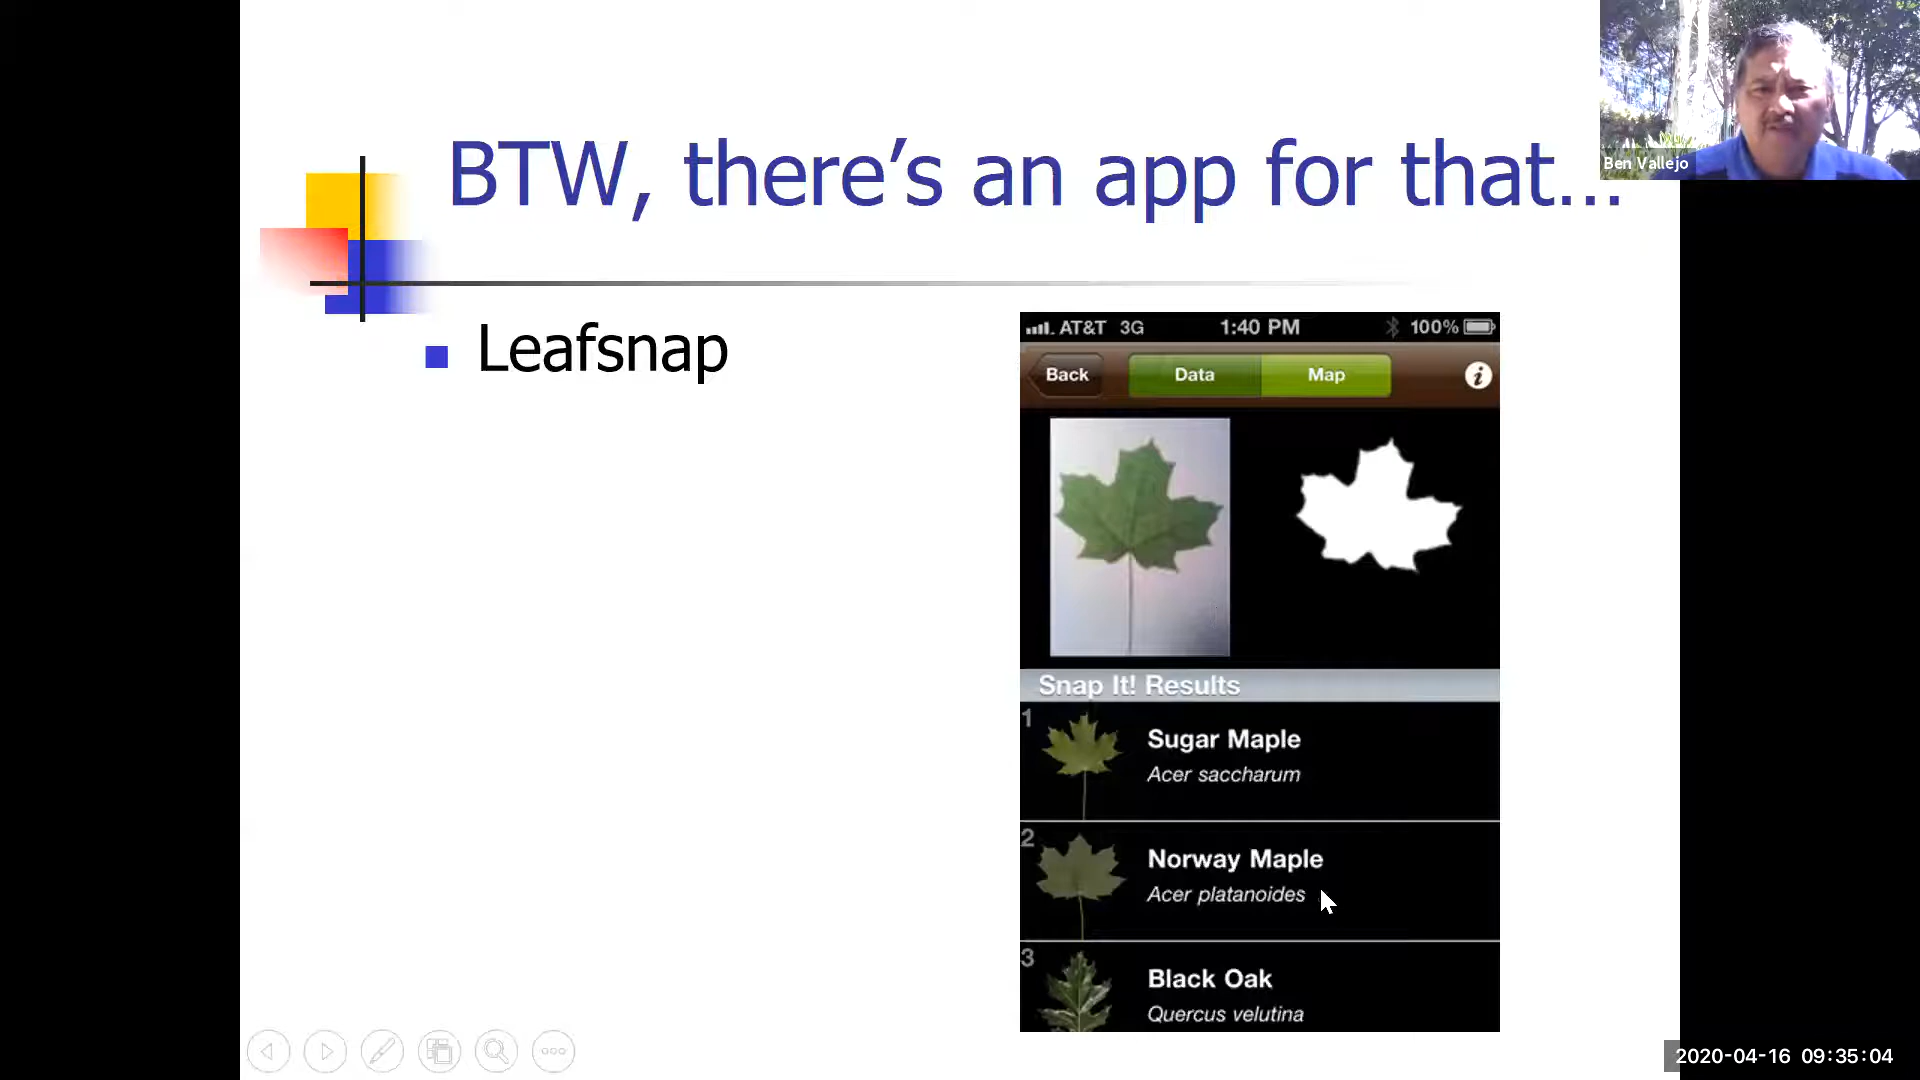 BTW, there’s an app for that...
Ben Vallejo
Leafsnap
AT&T 3G 1:40 PM 100%
Back Data Map i
Snap It! Results
1
Sugar Maple
Acer saccharum
2
Norway Maple
Acer platanoides
3
Black Oak
Quercus velutina
2020-04-16 09:35:04